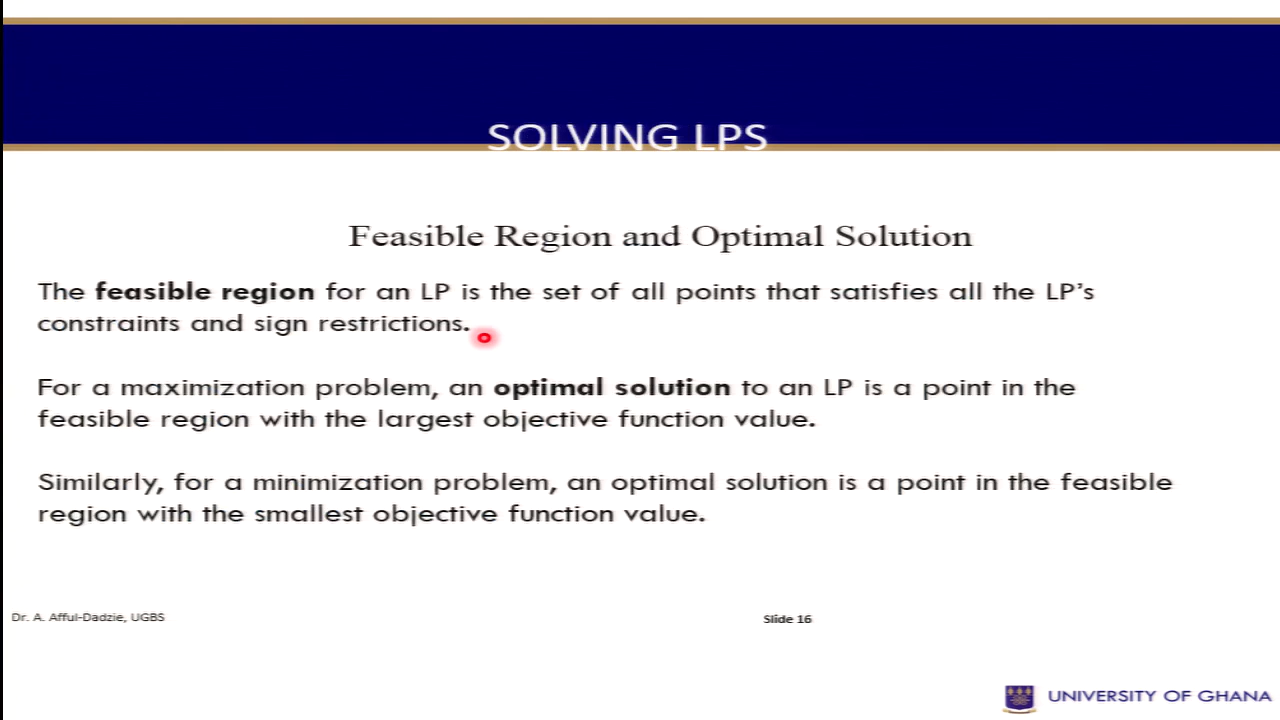 SOLVING LPS
Feasible Region and Optimal Solution
The feasible region for an LP is the set of all points that satisfies all the LP's
constraints and sign restrictions.
For a maximization problem, an optimal solution to an LP is a point in the
feasible region with the largest objective function value.
Similarly, for a minimization problem, an optimal solution is a point in the feasible
region with the smallest objective function value.
Dr. A. Afful-Dadzie, UGBS
Slide 16
UNIVERSITY OF GHANA